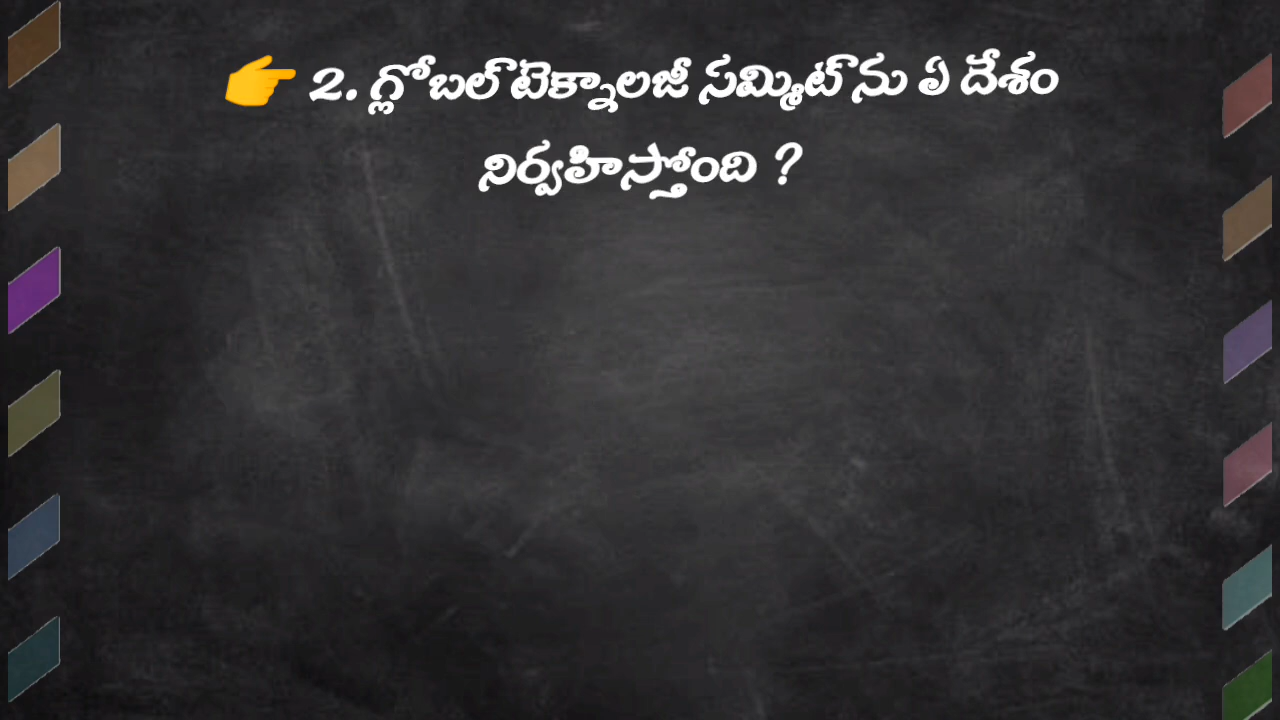 👉 2. గ్లోబల్ టెక్నాలజీ సమ్మిట్‌ను ఏ దేశం
నిర్వహిస్తోంది ?